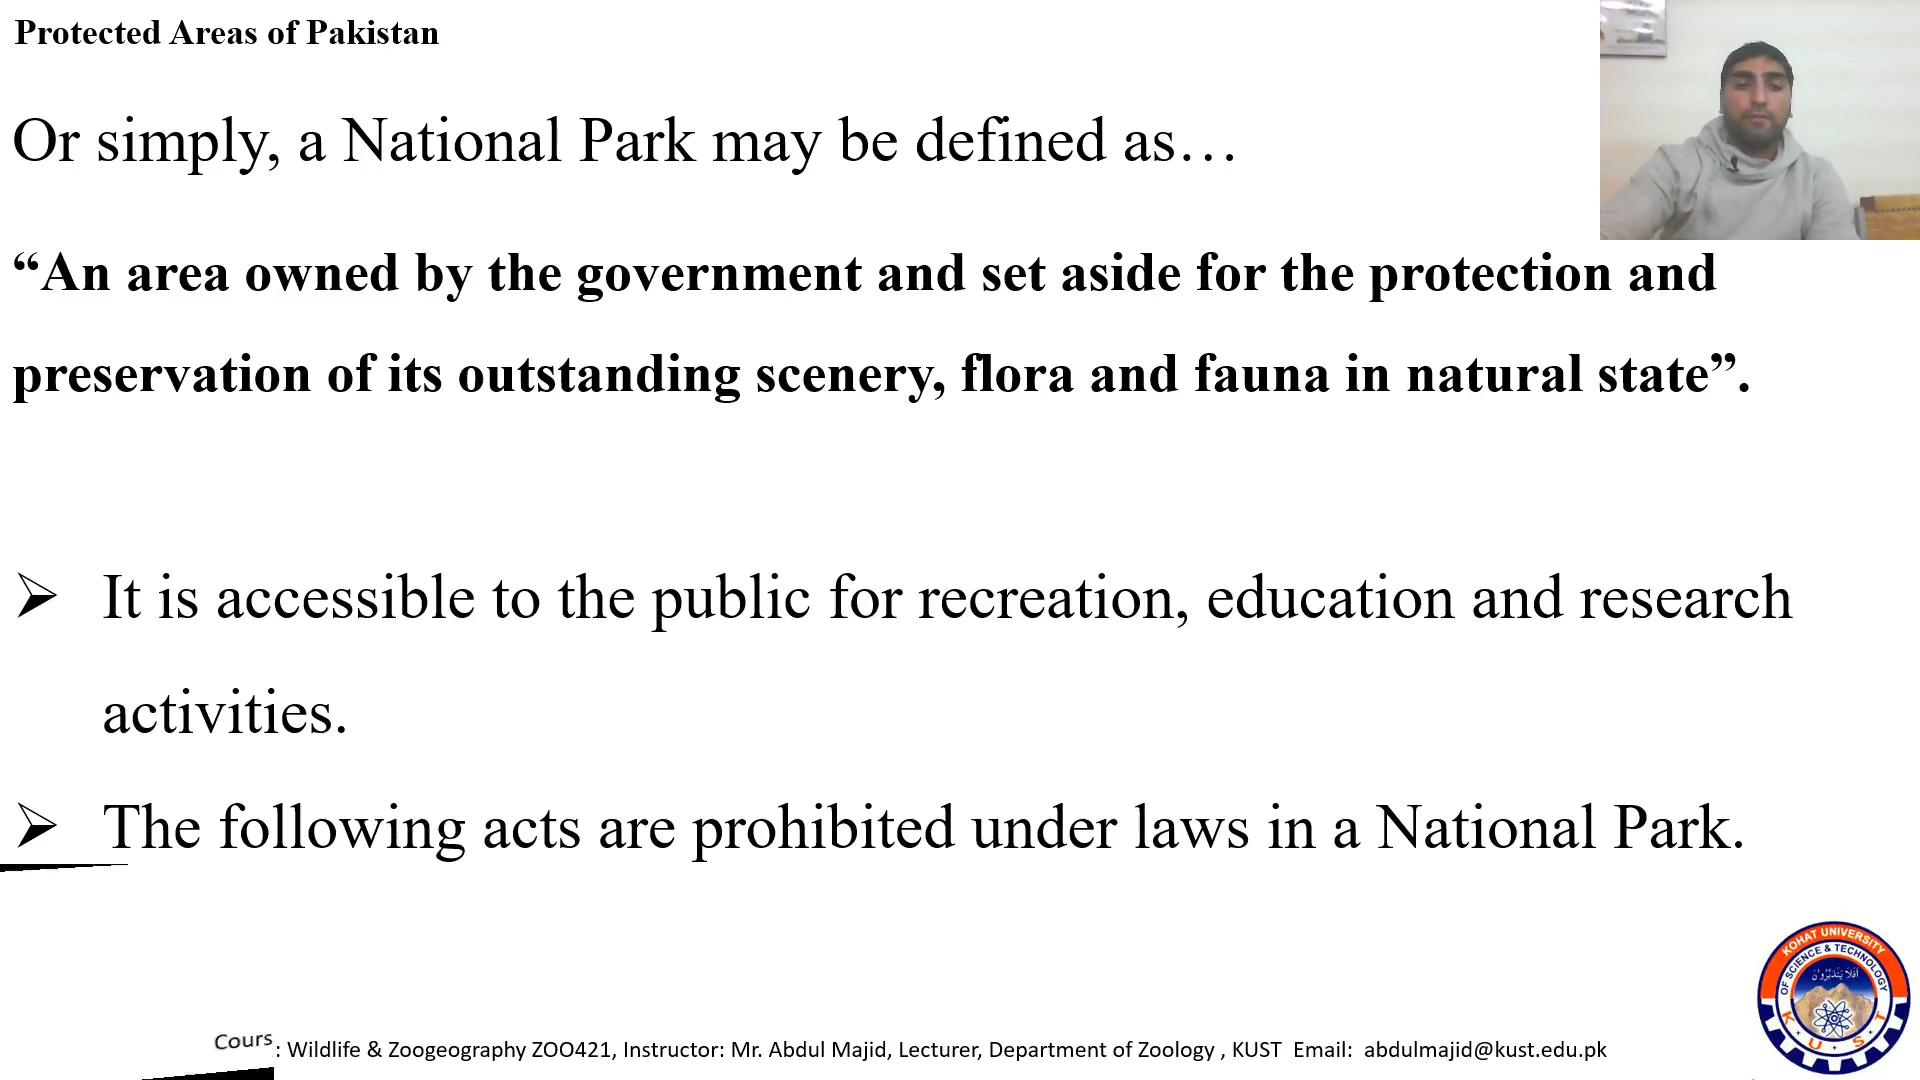 Protected Areas of Pakistan
Or simply, a National Park may be defined as…
“An area owned by the government and set aside for the protection and
preservation of its outstanding scenery, flora and fauna in natural state”.
It is accessible to the public for recreation, education and research
activities.
The following acts are prohibited under laws in a National Park.
KOHAT UNIVERSITY
OF SCIENCE & TECHNOLOGY
أفلا يتدبرون
K U S T
Cours : Wildlife & Zoogeography ZOO421, Instructor: Mr. Abdul Majid, Lecturer, Department of Zoology , KUST Email: abdulmajid@kust.edu.pk